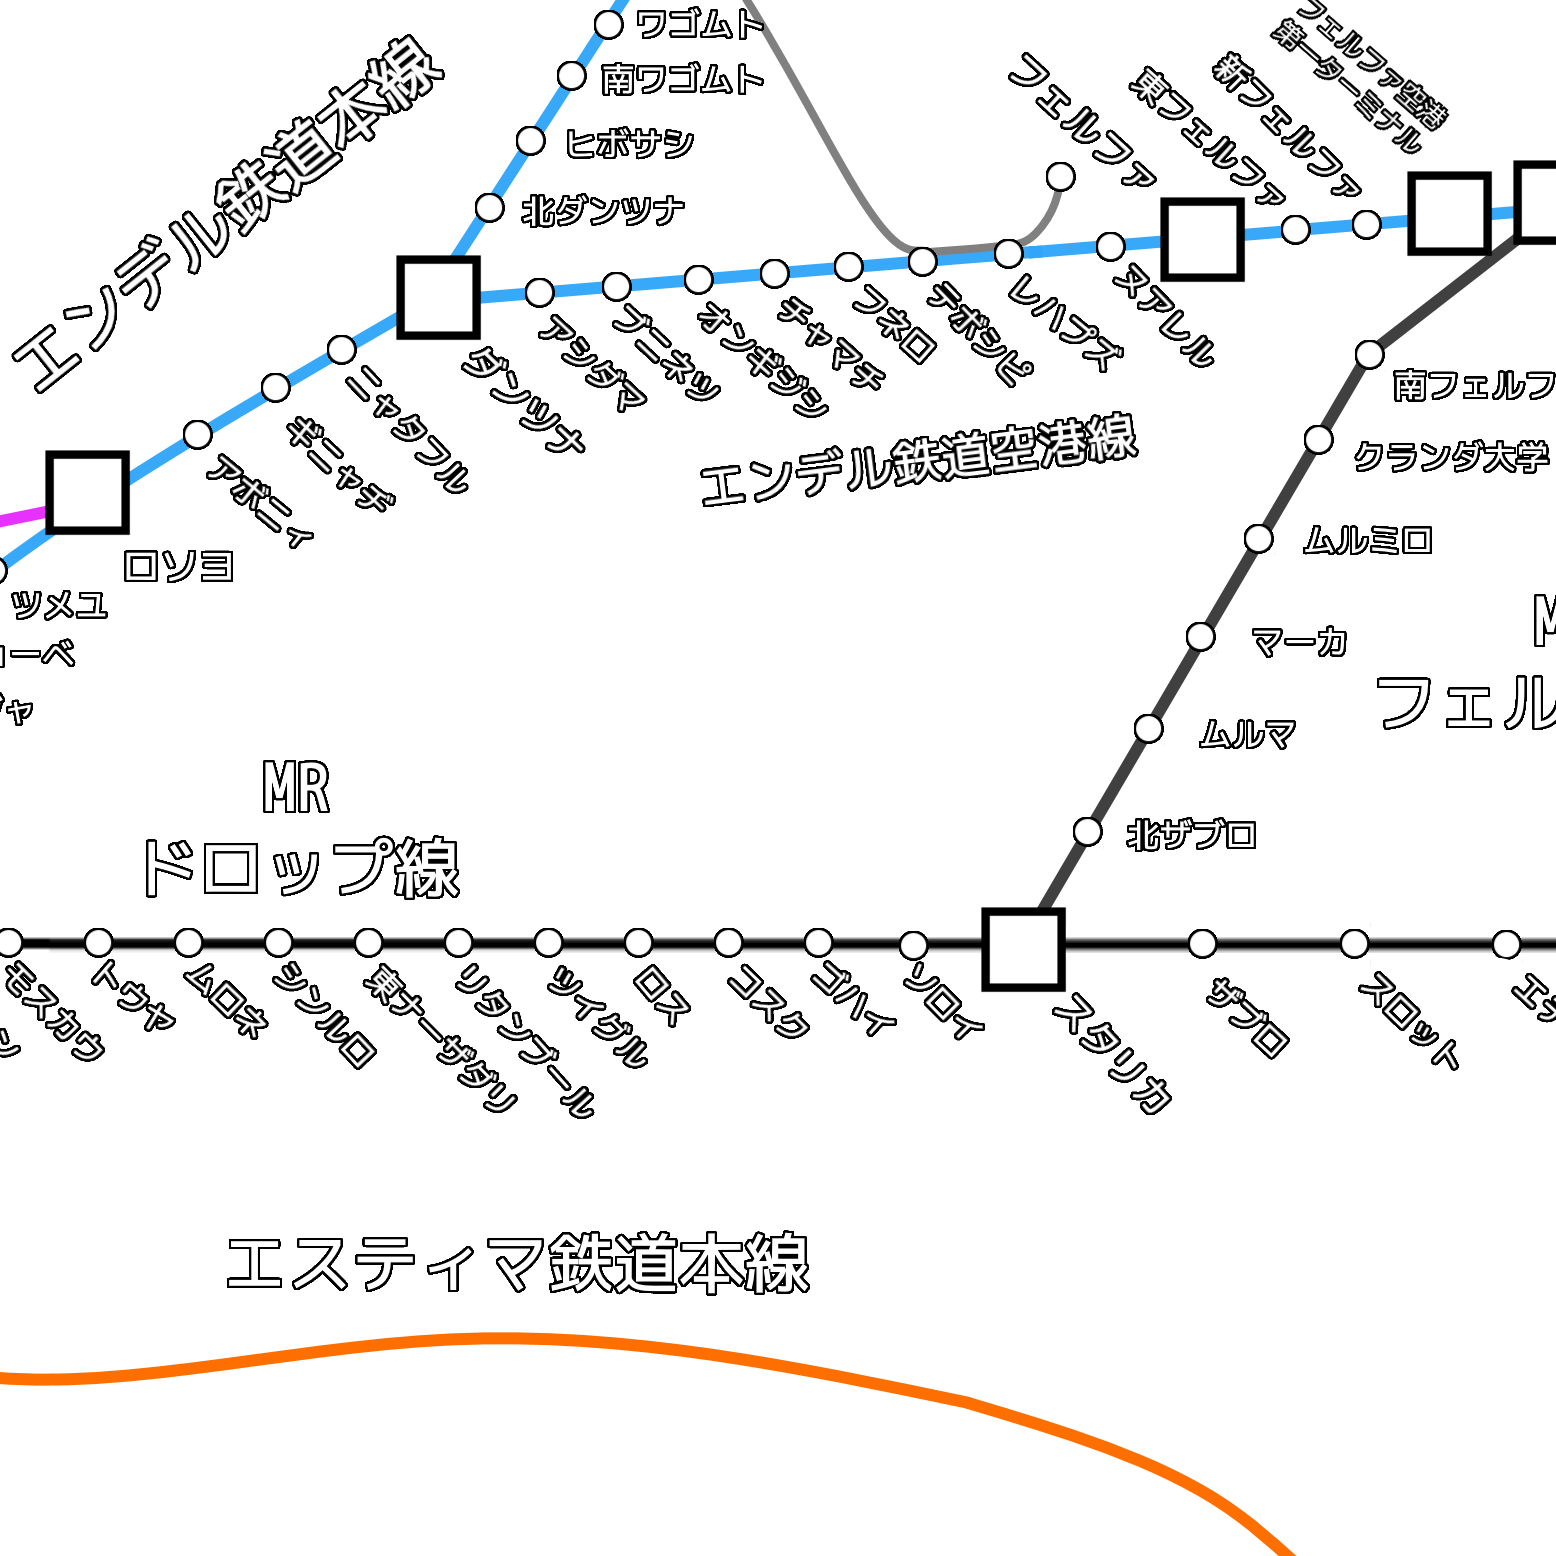 ワゴムト
南ワゴムト
ヒボサシ
北ダンツナ
エンデル鉄道本線
フェルファ
東フェルファ
新フェルファ
フェルファ空港
第一ターミナル
ダンツナ
アシダマ
ブーネツ
オンギジシ
チャマチ
フネロ
テボシピ
レハプズ
ヌアレル
エンデル鉄道空港線
ニャタフル
ギニャヂ
アボニィ
ロソヨ
ツメユ
ーベ
ャ
南フェルフ
クランダ大学
ムルミロ
マーカ
ムルマ
北ザブロ
M
フェル
MR
ドロップ線
シ
モスカウ
トウヤ
ムロネ
シンルロ
東ナーザダリ
リタンブール
ツィグル
ロス
コスク
ゴハイ
ソロイ
スタリカ
ザブロ
スロット
エ
エスティマ鉄道本線